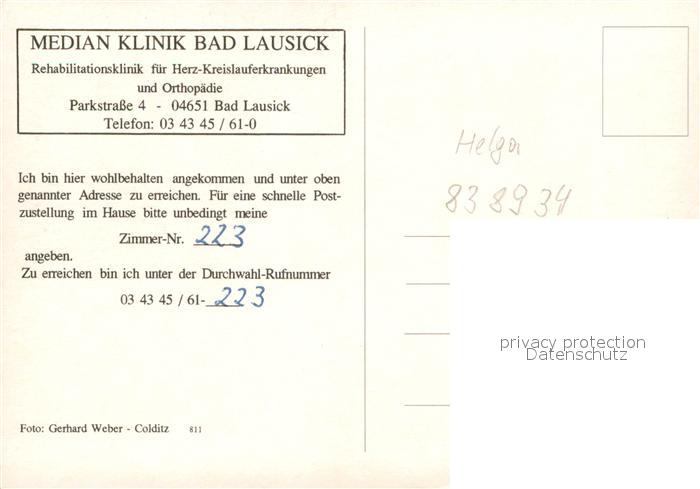 MEDIAN KLINIK BAD LAUSICK
Rehabilitationsklinik für Herz-Kreislauferkrankungen
und Orthopädie
Parkstraße 4 - 04651 Bad Lausick
Telefon: 03 43 45 / 61-0
Ich bin hier wohlbehalten angekommen und unter oben
genannter Adresse zu erreichen. Für eine schnelle Post-
zustellung im Hause bitte unbedingt meine
Zimmer-Nr. 223
angeben.
Zu erreichen bin ich unter der Durchwahl-Rufnummer
03 43 45 / 61- 223
Foto: Gerhard Weber - Colditz 811
Helga
838934
privacy protection
Datenschutz